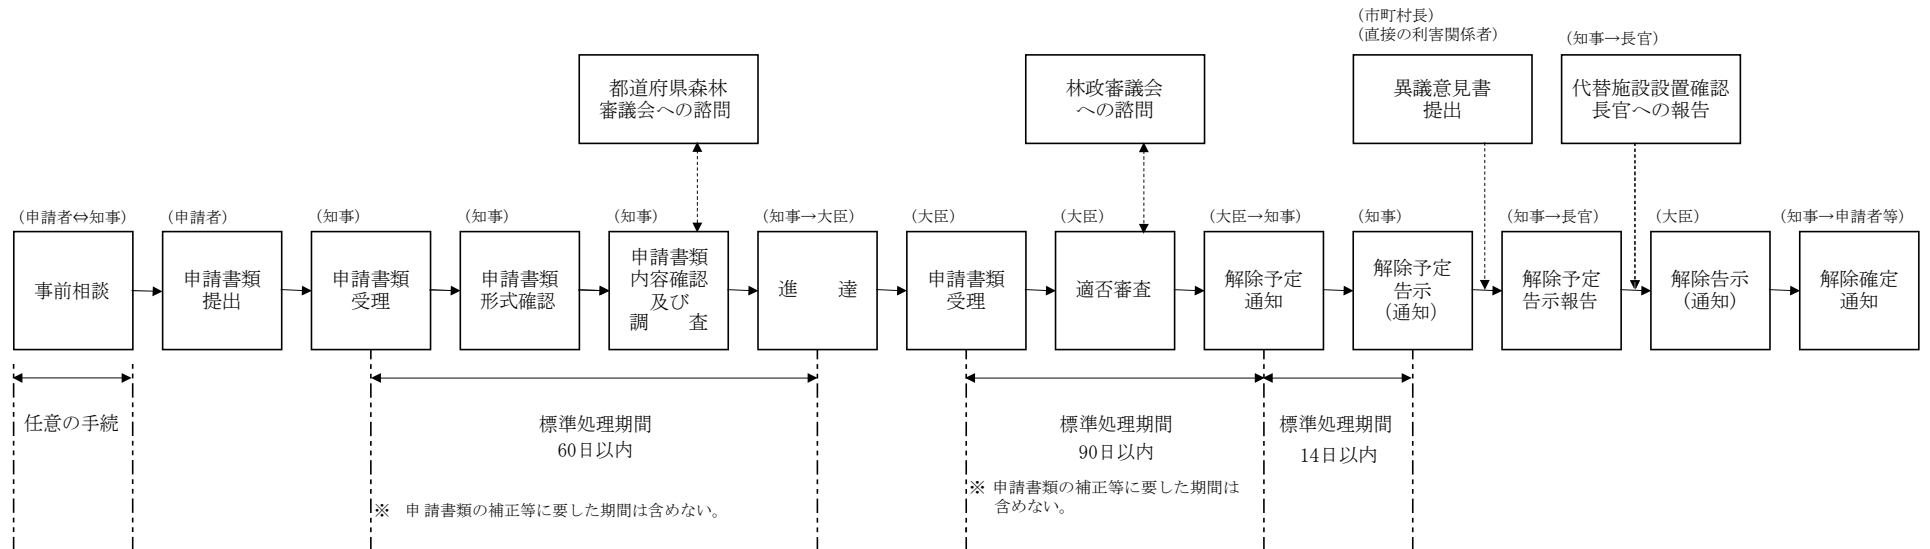 （市町村長）
（直接の利害関係者）
（知事→長官）
都道府県森林
審議会への諮問
林政審議会
への諮問
異議意見書
提出
代替施設設置確認
長官への報告
（申請者⇔知事）
（申請者）
（知事）
（知事）
（知事）
（知事→大臣）
（大臣）
（大臣）
（大臣→知事）
（知事）
（知事→長官）
（大臣）
（知事→申請者等）
事前相談
申請書類
提出
申請書類
受理
申請書類
形式確認
申請書類
内容確認
及び
調　　査
進　　達
申請書類
受理
適否審査
解除予定
通知
解除予定
告示
（通知）
解除予定
告示報告
解除告示
（通知）
解除確定
通知
任意の手続
標準処理期間
60日以内
※　申請書類の補正等に要した期間は含めない。
標準処理期間
90日以内
※ 申請書類の補正等に要した期間は
含めない。
標準処理期間
14日以内